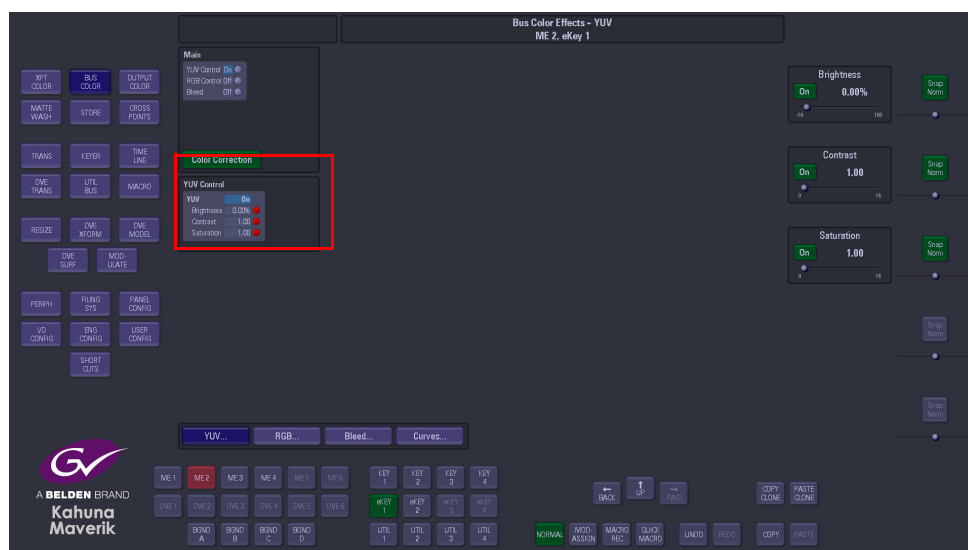 Bus Color Effects - YUV
ME 2, eKey 1
Main
YUV Control On
RGB Control Off
Bleed Off
Color Correction
YUV Control
YUV On
Brightness 0.00%
Contrast 1.00
Saturation 1.00
XPT COLOR
BUS COLOR
OUTPUT COLOR
MATTE WASH
STORE
CROSS POINTS
TRANS
KEYER
TIME LINE
DVE TRANS
UTIL BUS
MACRO
RESIZE
DVE XFORM
DVE MODEL
DVE SURF
MOD- ULATE
PERIPH
FILING SYS
PANEL CONFIG
I/O CONFIG
ENG CONFIG
USER CONFIG
SHORT CUTS
Brightness
On 0.00%
-10 100
Snap Norm
Contrast
On 1.00
0 16
Snap Norm
Saturation
On 1.00
0 16
Snap Norm
Snap Norm
Snap Norm
YUV... RGB... Bleed... Curves...
GV
A BELDEN BRAND
Kahuna
Maverik
ME 1 ME 2 ME 3 ME 4 ME 5 ME 6
DVE 1 DVE 2 DVE 3 DVE 4 DVE 5 DVE 6
BGND A BGND B BGND C BGND D
KEY 1 KEY 2 KEY 3 KEY 4
eKEY 1 eKEY 2 eKEY 3 eKEY 4
UTIL 1 UTIL 2 UTIL 3 UTIL 4
BACK UP FWD
COPY CLONE PASTE CLONE
NORMAL MOD- ASSIGN MACRO REC QUICK MACRO UNDO REDO COPY PASTE